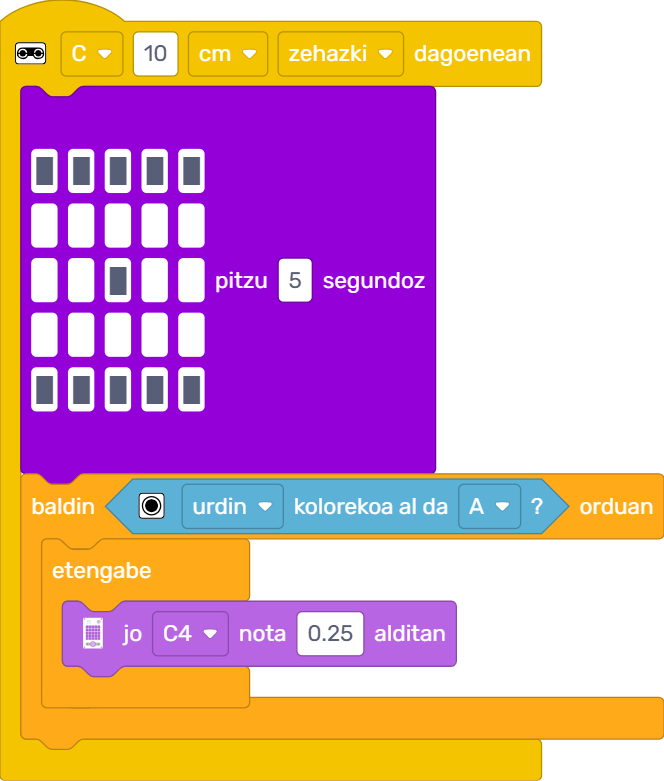 C 10 cm zehazki dagoenean
pitzu 5 segundoz
baldin urdin kolorekoa al da A ? orduan
etengabe
jo C4 nota 0.25 alditan